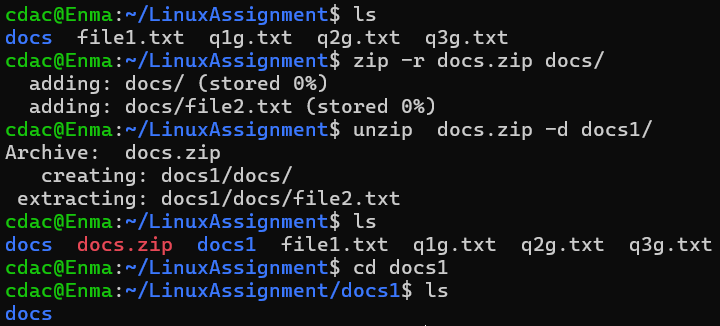 cdac@Enma:~/LinuxAssignment$ ls
docs  file1.txt  q1g.txt  q2g.txt  q3g.txt
cdac@Enma:~/LinuxAssignment$ zip -r docs.zip docs/
  adding: docs/ (stored 0%)
  adding: docs/file2.txt (stored 0%)
cdac@Enma:~/LinuxAssignment$ unzip  docs.zip -d docs1/
Archive:  docs.zip
   creating: docs1/docs/
 extracting: docs1/docs/file2.txt
cdac@Enma:~/LinuxAssignment$ ls
docs  docs.zip  docs1  file1.txt  q1g.txt  q2g.txt  q3g.txt
cdac@Enma:~/LinuxAssignment$ cd docs1
cdac@Enma:~/LinuxAssignment/docs1$ ls
docs